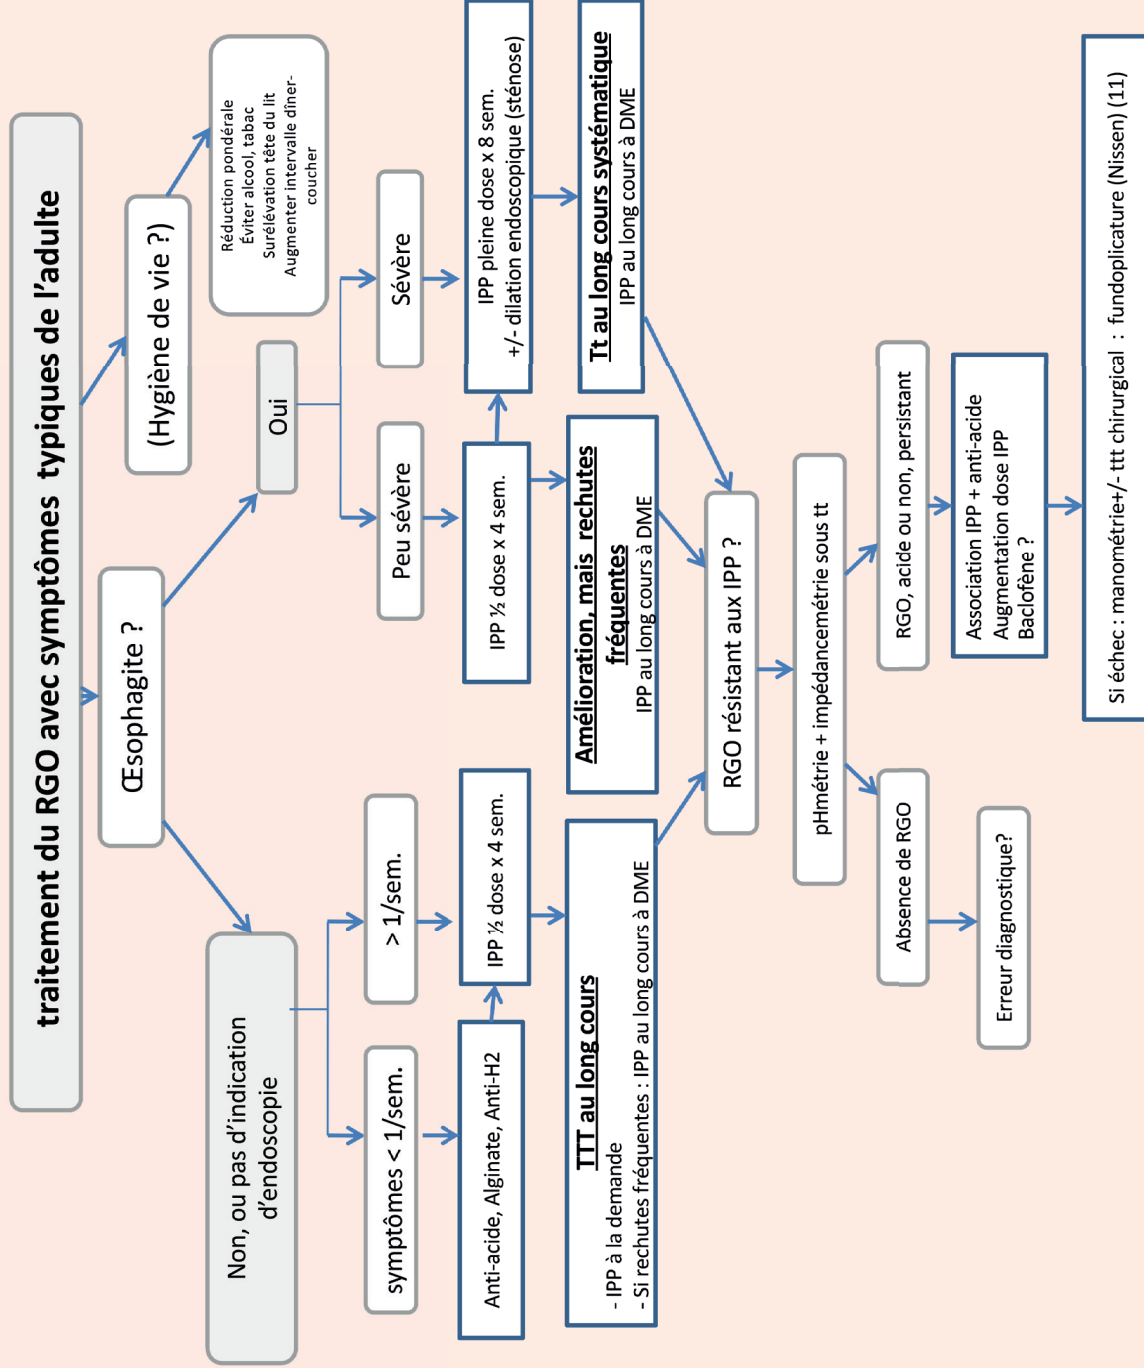 traitement du RGO avec symptômes typiques de l'adulte
Œsophagite ?
(Hygiène de vie ?)
Réduction pondérale
Éviter alcool, tabac
Surélévation tête du lit
Augmenter intervalle dîner-
coucher
Non, ou pas d'indication
d'endoscopie
Oui
symptômes < 1/sem.
> 1/sem.
Peu sévère
Sévère
Anti-acide, Alginate, Anti-H2
IPP ½ dose x 4 sem.
IPP ½ dose x 4 sem.
IPP pleine dose x 8 sem.
+/- dilation endoscopique (sténose)
TTT au long cours
- IPP à la demande
- Si rechutes fréquentes : IPP au long cours à DME
Amélioration, mais rechutes
fréquentes
IPP au long cours à DME
Tt au long cours systématique
IPP au long cours à DME
RGO résistant aux IPP ?
pHmétrie + impédancemétrie sous tt
Absence de RGO
RGO, acide ou non, persistant
Erreur diagnostique?
Association IPP + anti-acide
Augmentation dose IPP
Baclofène ?
Si échec : manométrie+/- ttt chirurgical : fundoplicature (Nissen) (11)